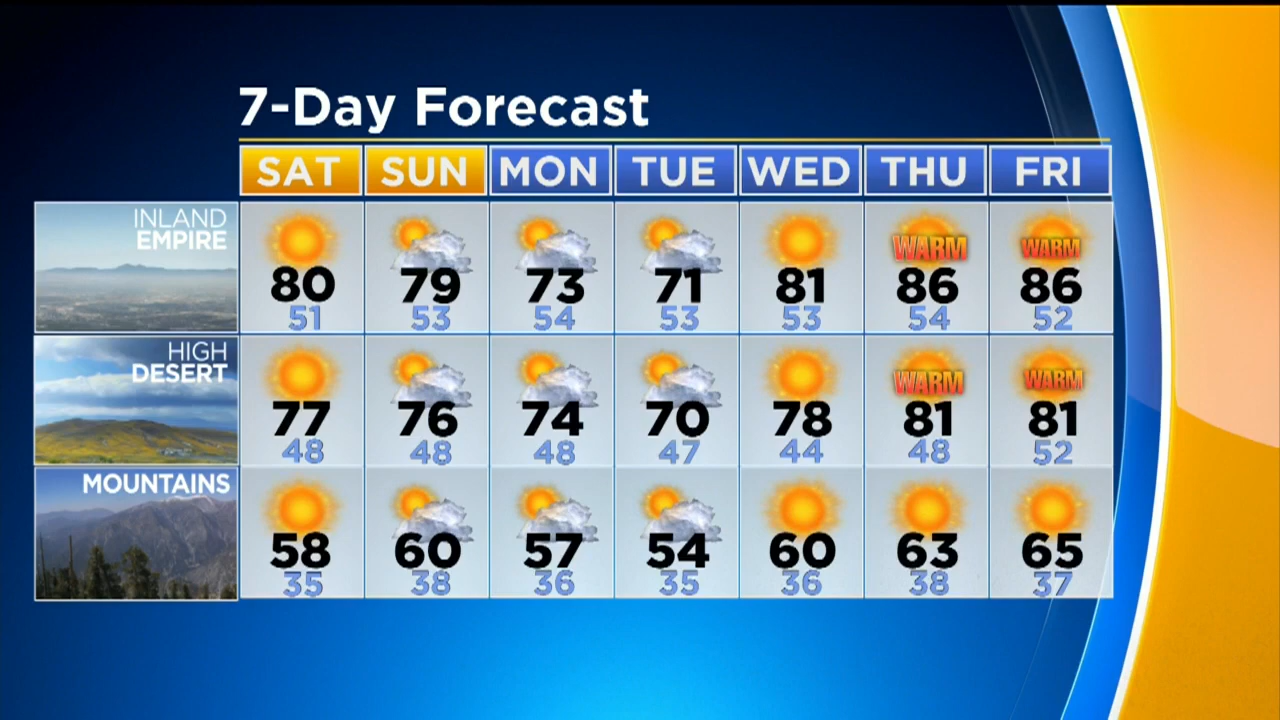 7-Day Forecast
SAT SUN MON TUE WED THU FRI
INLAND
EMPIRE
WARM WARM
80 79 73 71 81 86 86
51 53 54 53 53 54 52
HIGH
DESERT
WARM WARM
77 76 74 70 78 81 81
48 48 48 47 44 48 52
MOUNTAINS
58 60 57 54 60 63 65
35 38 36 35 36 38 37